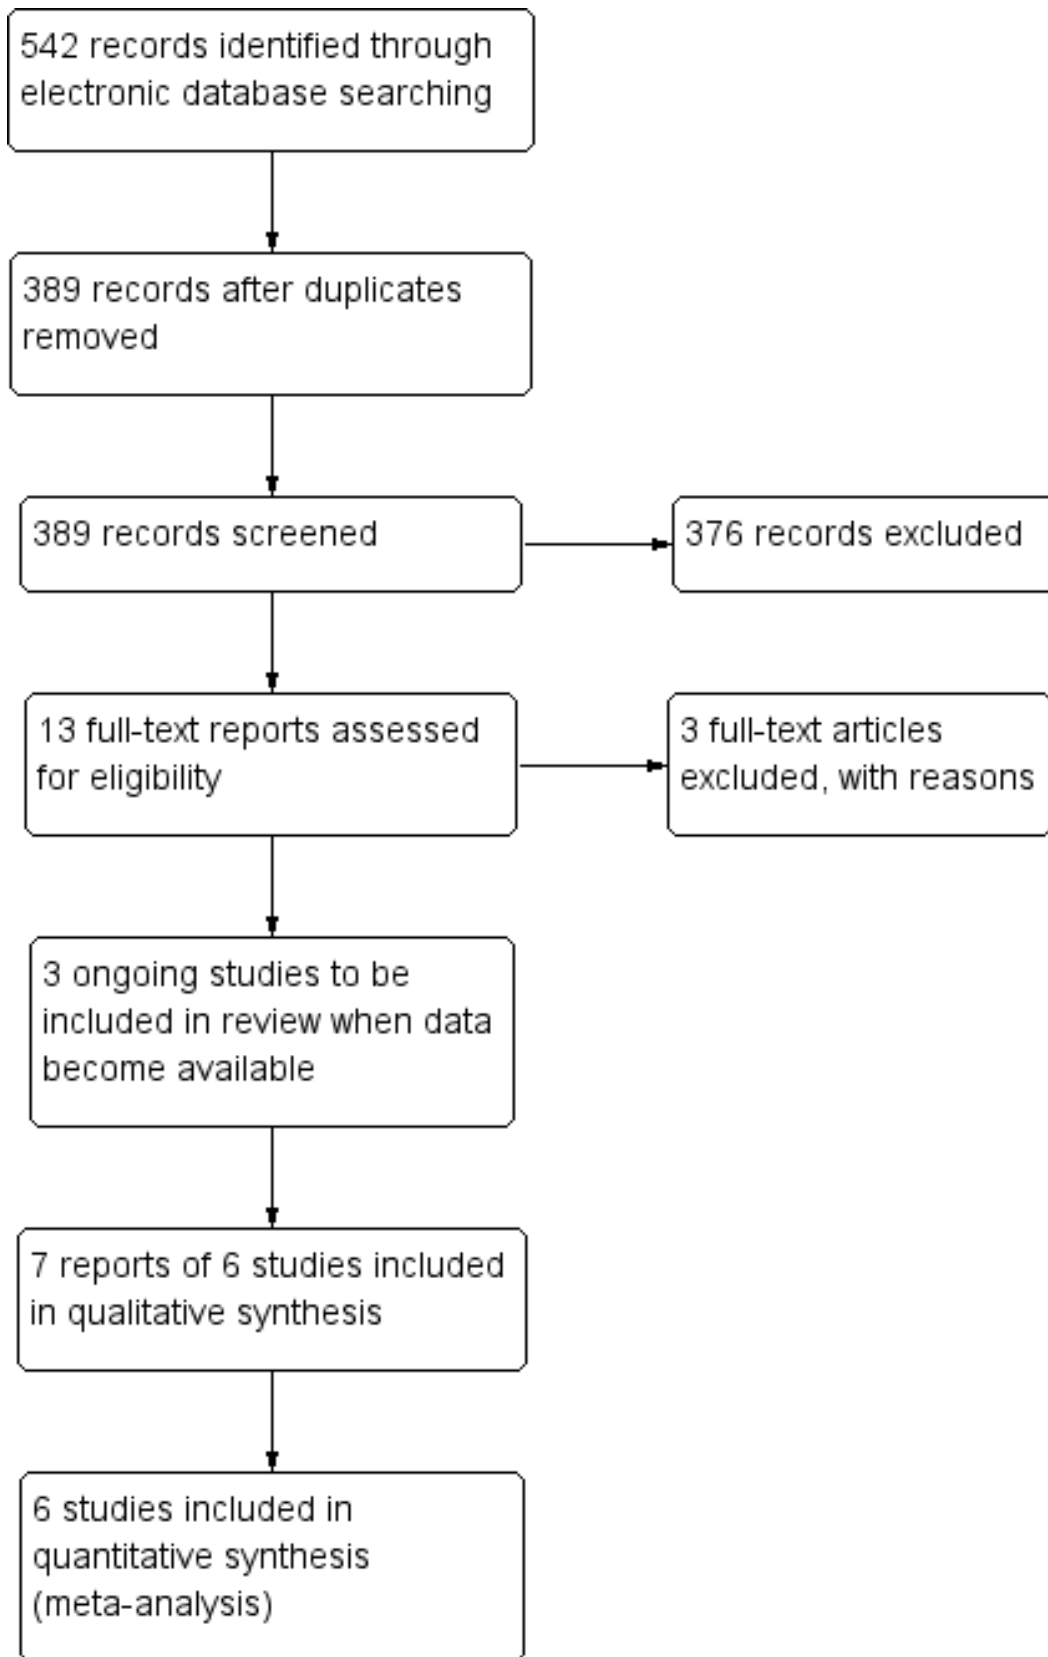 542 records identified through
electronic database searching
389 records after duplicates
removed
389 records screened
376 records excluded
13 full-text reports assessed
for eligibility
3 full-text articles
excluded, with reasons
3 ongoing studies to be
included in review when data
become available
7 reports of 6 studies included
in qualitative synthesis
6 studies included in
quantitative synthesis
(meta-analysis)